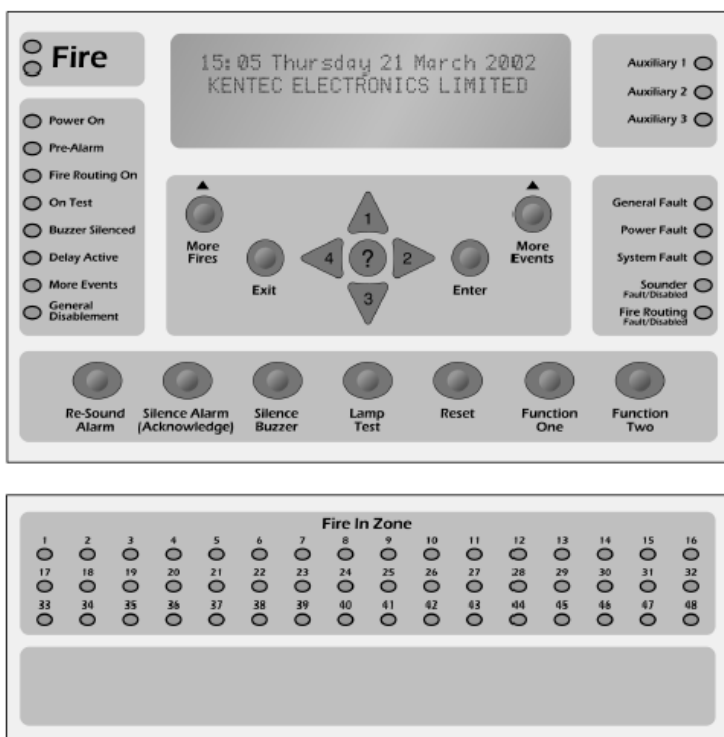 Fire
15:05 Thursday 21 March 2002
KENTEC ELECTRONICS LIMITED
Auxiliary 1
Auxiliary 2
Auxiliary 3
Power On
Pre-Alarm
Fire Routing On
On Test
Buzzer Silenced
Delay Active
More Events
General
Disablement
More
Fires
Exit
1
4 ? 2
3
Enter
More
Events
General Fault
Power Fault
System Fault
Sounder
Fault/Disabled
Fire Routing
Fault/Disabled
Re-Sound
Alarm
Silence Alarm
(Acknowledge)
Silence
Buzzer
Lamp
Test
Reset
Function
One
Function
Two
Fire In Zone
1 2 3 4 5 6 7 8 9 10 11 12 13 14 15 16
17 18 19 20 21 22 23 24 25 26 27 28 29 30 31 32
33 34 35 36 37 38 39 40 41 42 43 44 45 46 47 48